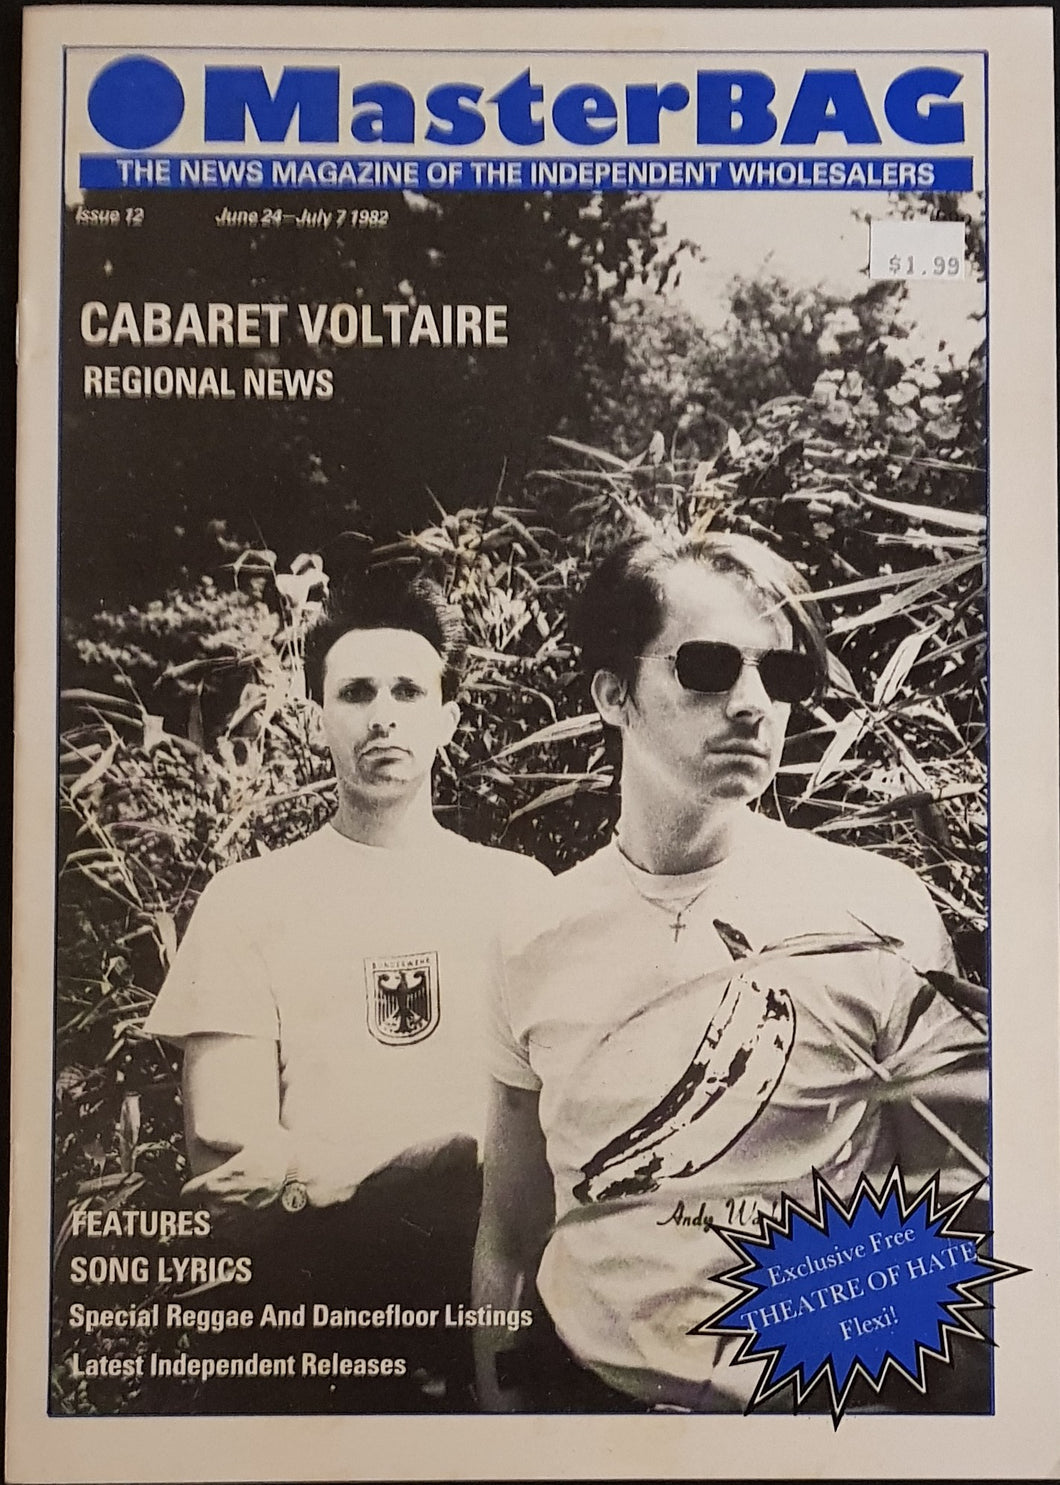 MasterBAG
THE NEWS MAGAZINE OF THE INDEPENDENT WHOLESALERS
Issue 12 June 24–July 7 1982
$1.99
CABARET VOLTAIRE
REGIONAL NEWS
BUNDESWEHR
Andy
FEATURES
SONG LYRICS
Special Reggae And Dancefloor Listings
Latest Independent Releases
Exclusive Free
THEATRE OF HATE
Flexi!